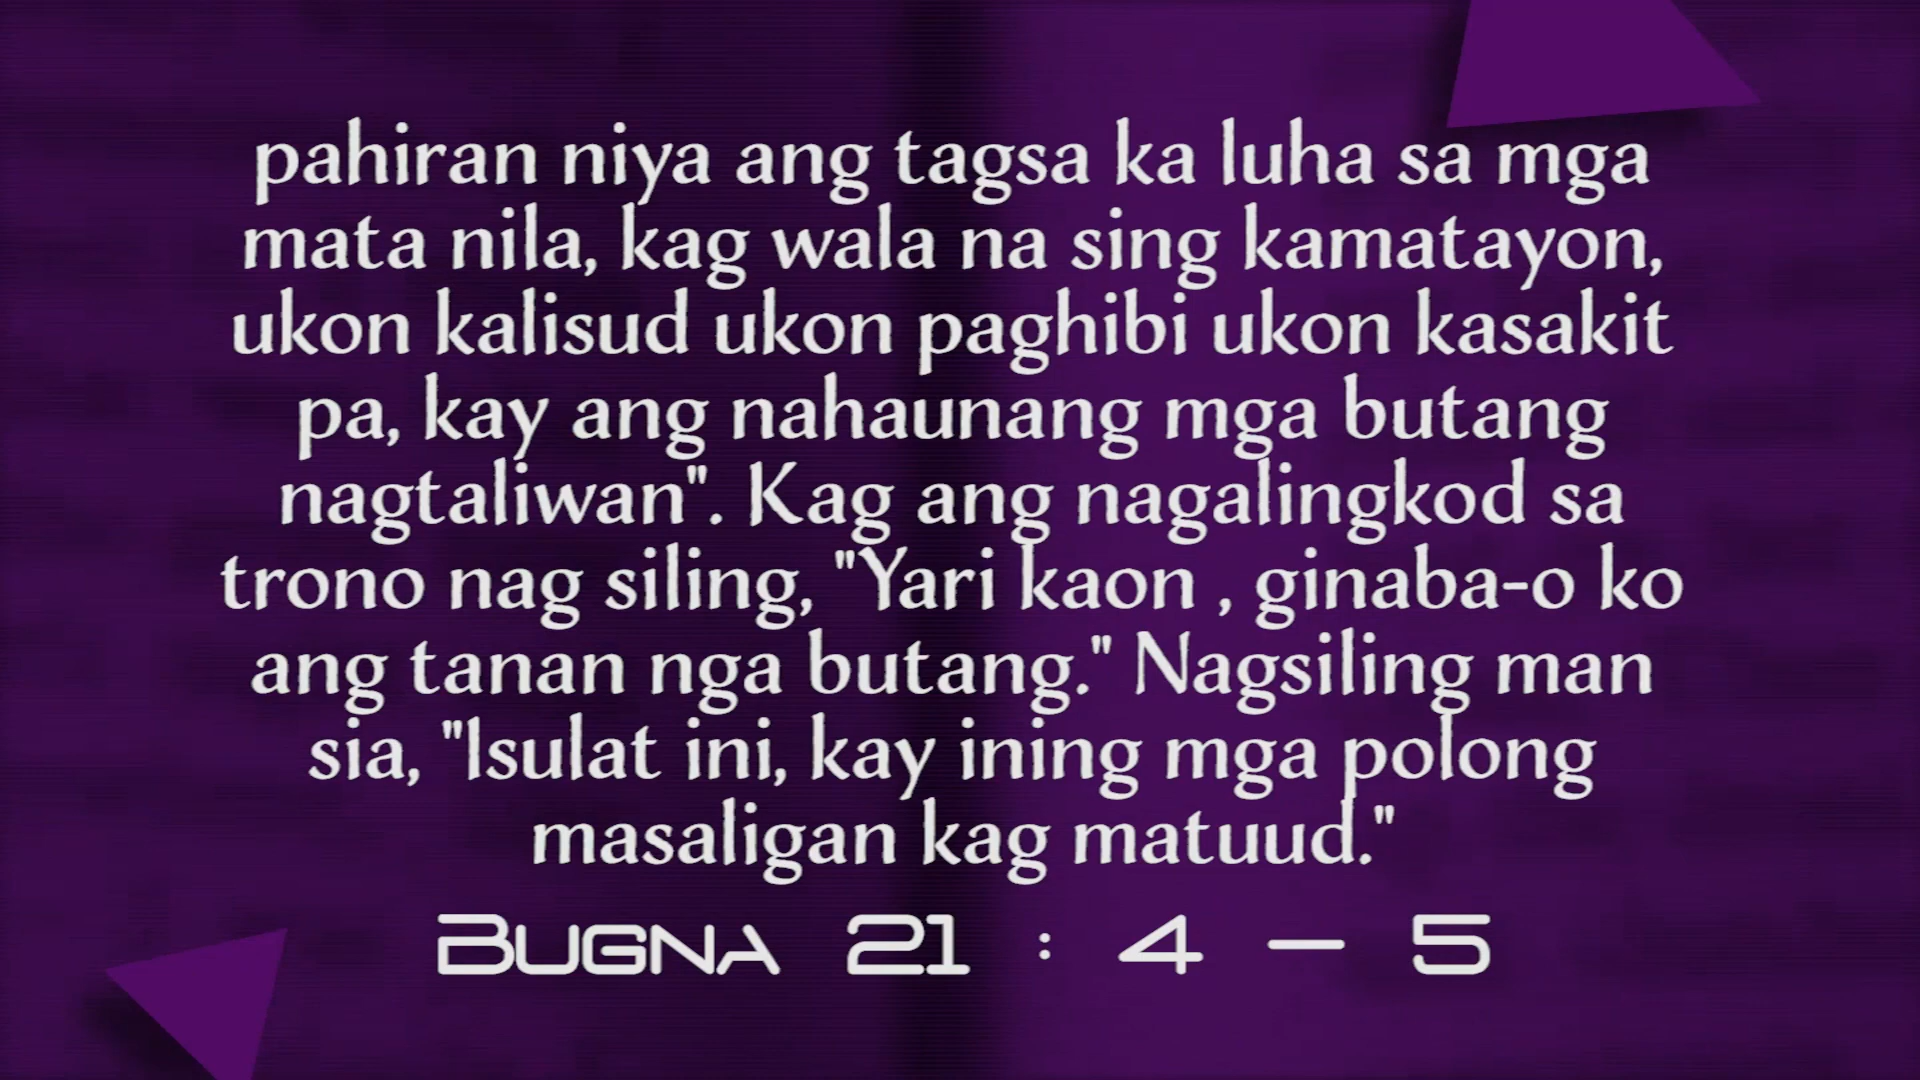 pahiran niya ang tagsa ka luha sa mga
mata nila, kag wala na sing kamatayon,
ukon kalisud ukon paghibi ukon kasakit
pa, kay ang nahaunang mga butang
nagtaliwan". Kag ang nagalingkod sa
trono nag siling, "Yari kaon , ginaba-o ko
ang tanan nga butang." Nagsiling man
sia, "Isulat ini, kay ining mga polong
masaligan kag matuud."
Bugna 21 : 4 – 5